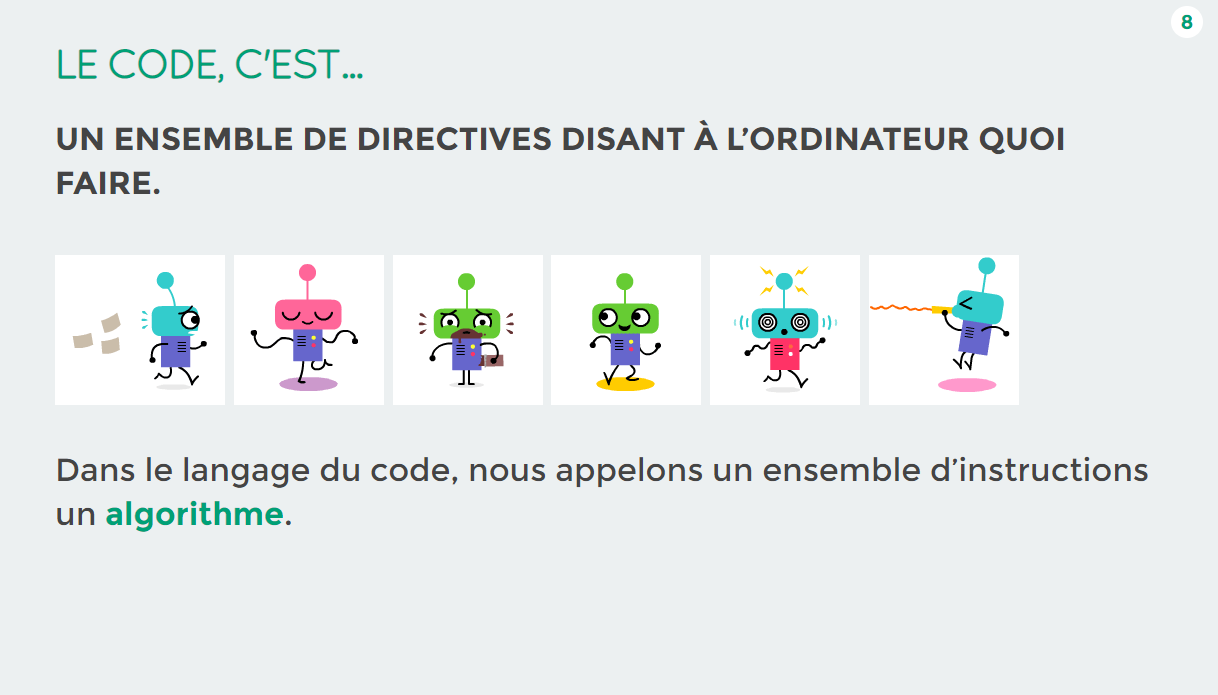 8
LE CODE, C'EST...
UN ENSEMBLE DE DIRECTIVES DISANT À L’ORDINATEUR QUOI
FAIRE.
Dans le langage du code, nous appelons un ensemble d’instructions
un algorithme.